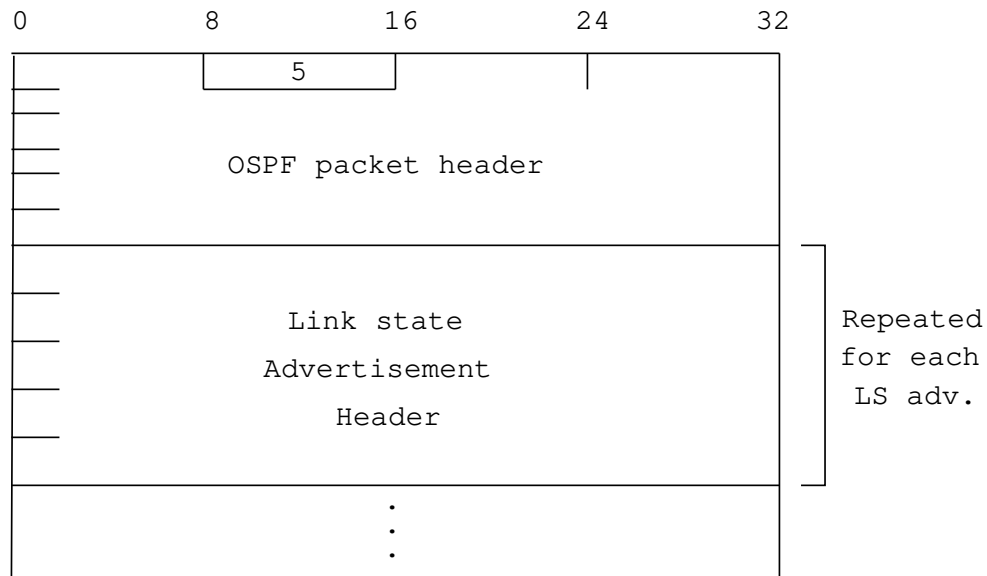 0 8 16 24 32
5
OSPF packet header
Link state
Advertisement
Header
Repeated
for each
LS adv.
.
.
.